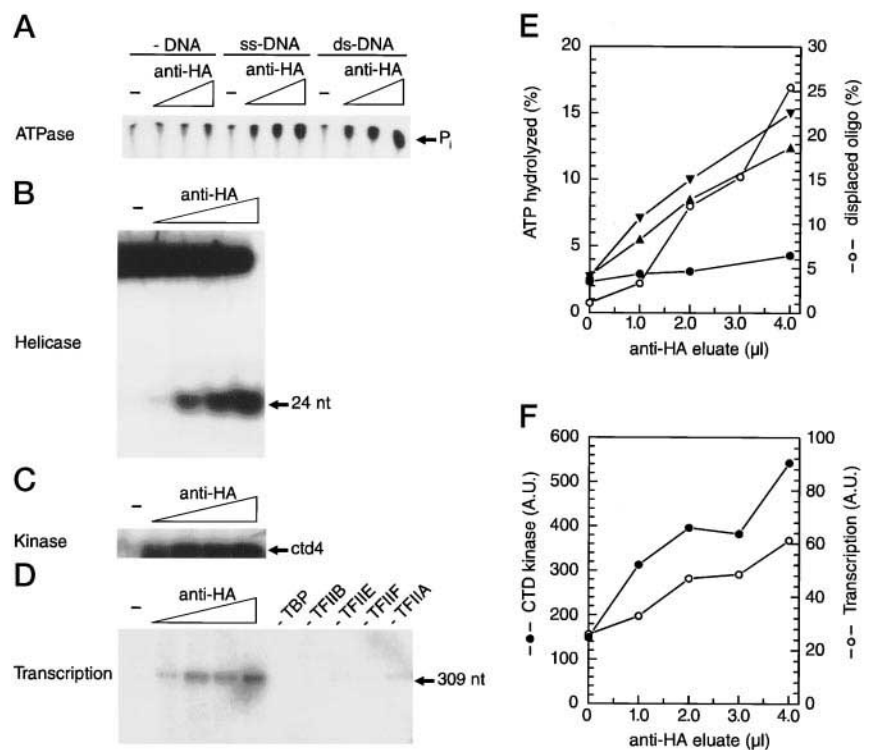 A
- DNA ss-DNA ds-DNA
anti-HA anti-HA anti-HA
– – –
ATPase
Pi
B
anti-HA
–
Helicase
24 nt
C
anti-HA
–
Kinase
ctd4
D
anti-HA
–
- TBP
- TFIIB
- TFIIE
- TFIIF
- TFIIA
Transcription
309 nt
E
20
15
10
5
0
ATP hydrolyzed (%)
30
25
20
15
10
5
0
–o– displaced oligo (%)
0 1.0 2.0 3.0 4.0
anti-HA eluate (µl)
F
600
500
400
300
200
100
0
–●– CTD kinase (A.U.)
100
80
60
40
20
0
–o– Transcription (A.U.)
0 1.0 2.0 3.0 4.0
anti-HA eluate (µl)